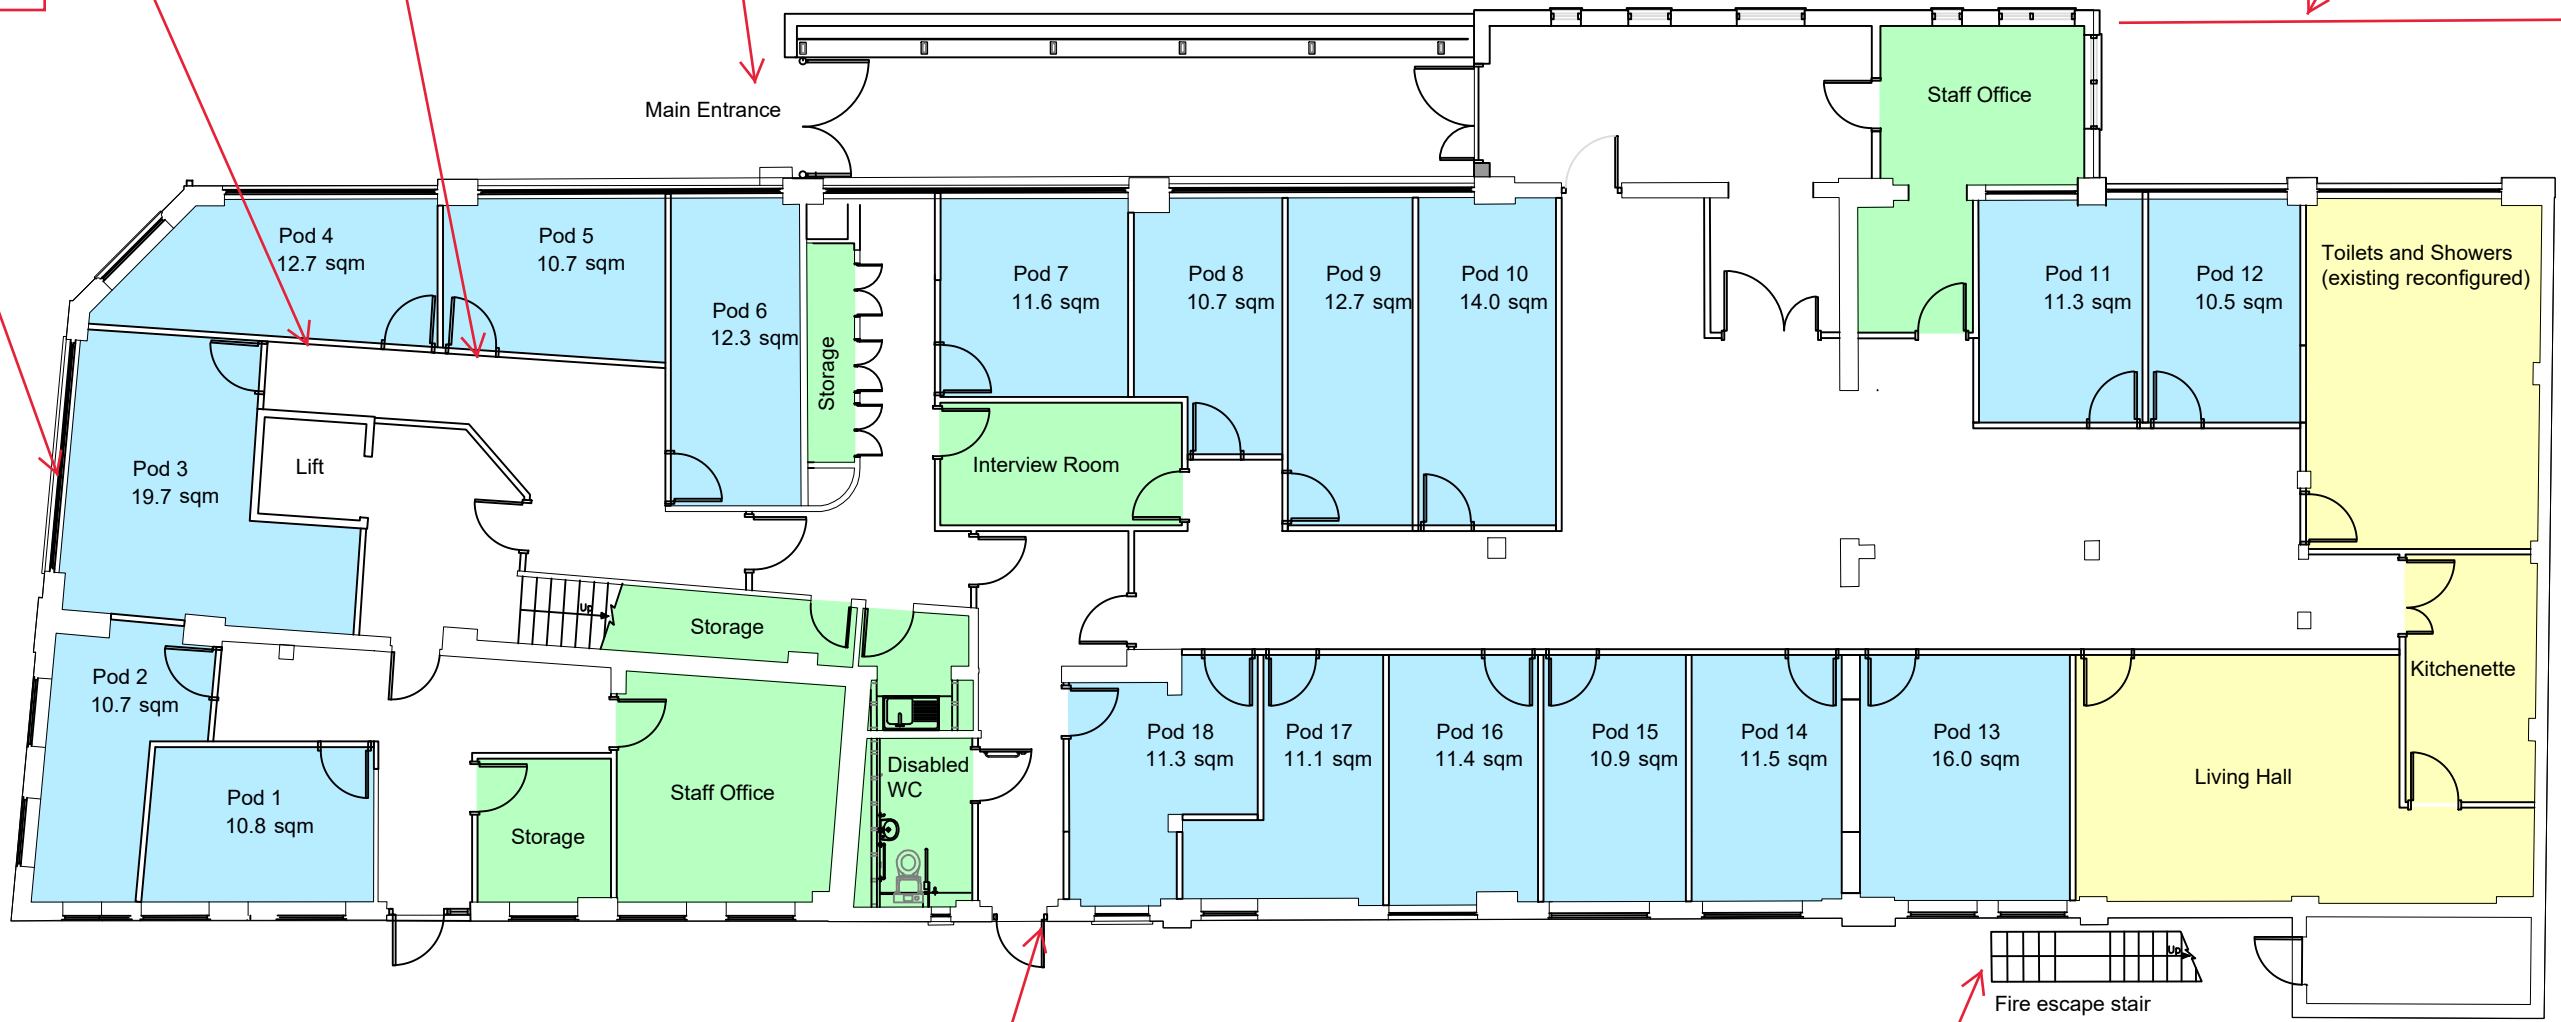 Main Entrance
Staff Office
Pod 4
12.7 sqm
Pod 5
10.7 sqm
Pod 6
12.3 sqm
Storage
Pod 7
11.6 sqm
Pod 8
10.7 sqm
Pod 9
12.7 sqm
Pod 10
14.0 sqm
Pod 11
11.3 sqm
Pod 12
10.5 sqm
Toilets and Showers
(existing reconfigured)
Pod 3
19.7 sqm
Lift
Interview Room
Up
Storage
Pod 2
10.7 sqm
Pod 1
10.8 sqm
Storage
Staff Office
Disabled
WC
Pod 18
11.3 sqm
Pod 17
11.1 sqm
Pod 16
11.4 sqm
Pod 15
10.9 sqm
Pod 14
11.5 sqm
Pod 13
16.0 sqm
Living Hall
Kitchenette
Up
Fire escape stair